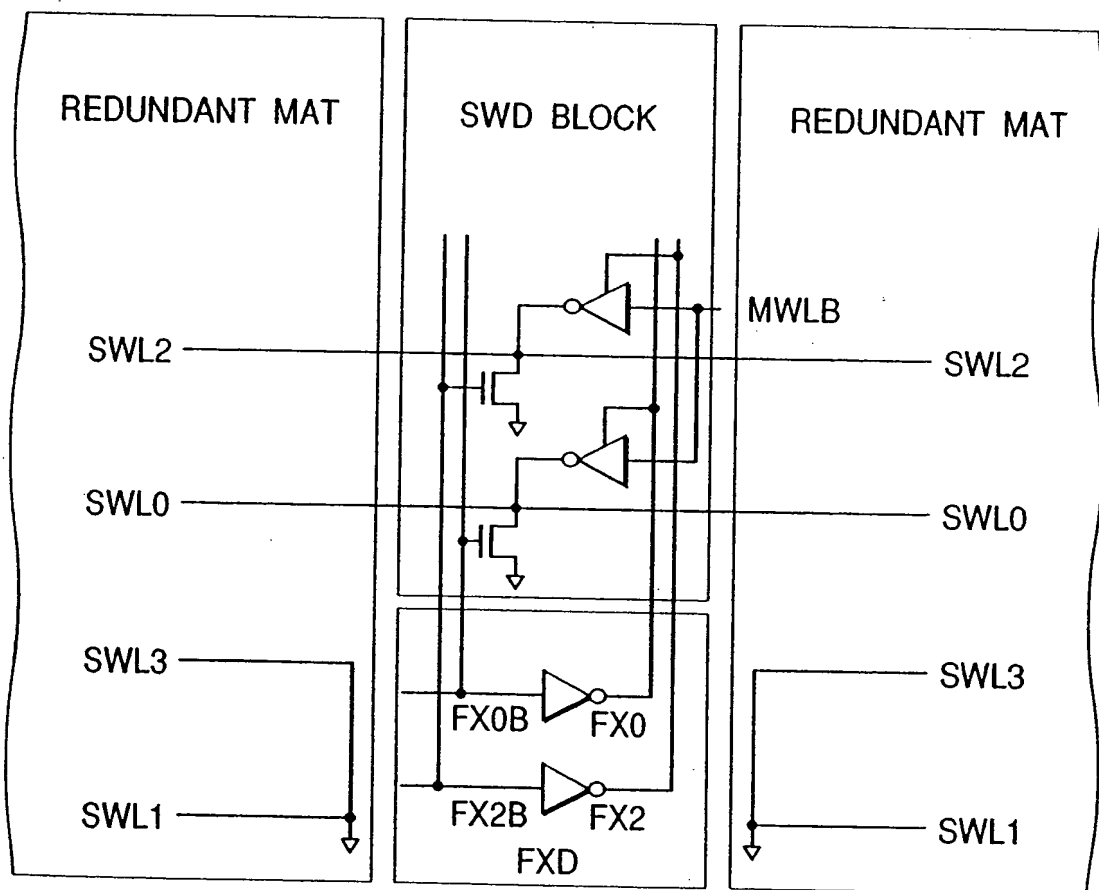 REDUNDANT MAT
SWD BLOCK
REDUNDANT MAT
MWLB
SWL2
SWL2
SWL0
SWL0
SWL3
SWL3
FX0B
FX0
FX2B
FX2
SWL1
SWL1
FXD